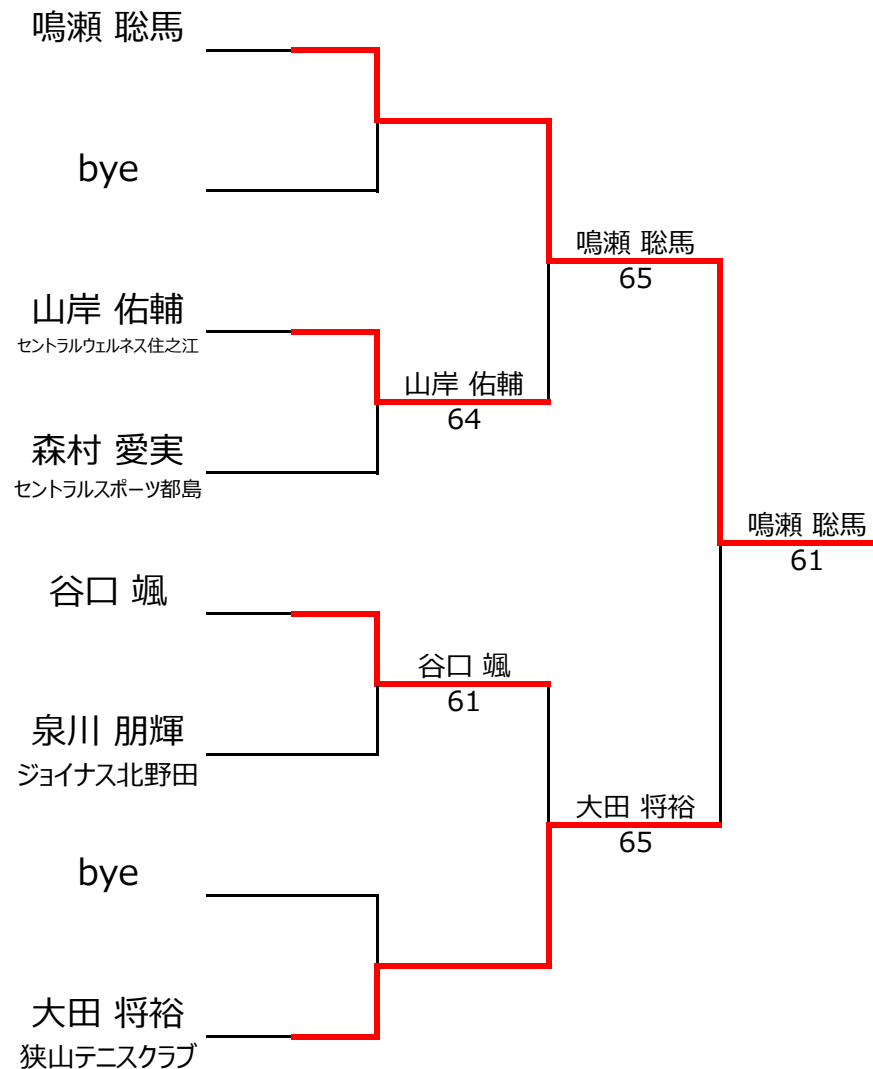 鳴瀬 聡馬
bye
山岸 佑輔
セントラルウェルネス住之江
森村 愛実
セントラルスポーツ都島
谷口 颯
泉川 朋輝
ジョイナス北野田
bye
大田 将裕
狭山テニスクラブ
山岸 佑輔
64
谷口 颯
61
鳴瀬 聡馬
65
大田 将裕
65
鳴瀬 聡馬
61